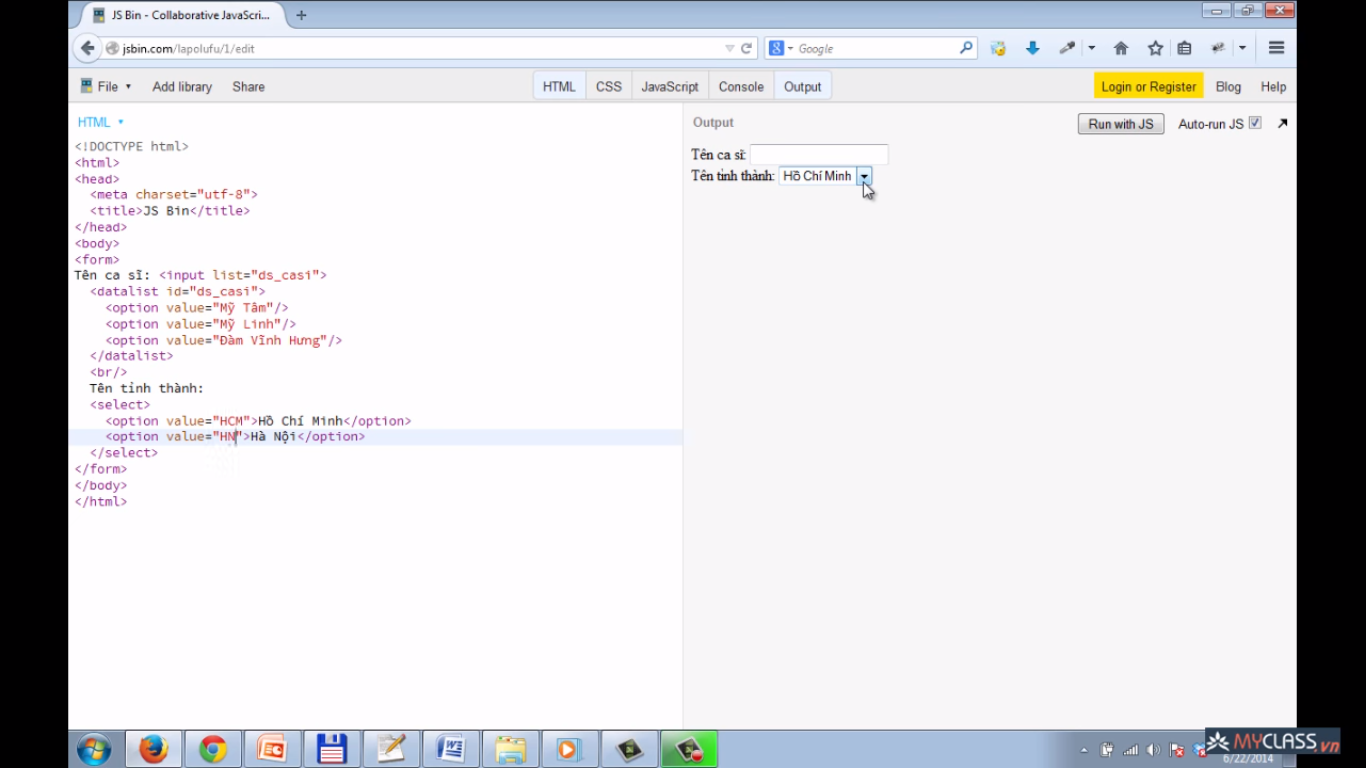 JS Bin - Collaborative JavaScri...
jsbin.com/lapolufu/1/edit
Google
File
Add library
Share
HTML
CSS
JavaScript
Console
Output
Login or Register
Blog
Help
HTML
Output
Run with JS
Auto-run JS
<!DOCTYPE html>
<html>
<head>
<meta charset="utf-8">
<title>JS Bin</title>
</head>
<body>
<form>
Tên ca sĩ: <input list="ds_casi">
<datalist id="ds_casi">
<option value="Mỹ Tâm"/>
<option value="Mỹ Linh"/>
<option value="Đàm Vĩnh Hưng"/>
</datalist>
<br/>
Tên tỉnh thành:
<select>
<option value="HCM">Hồ Chí Minh</option>
<option value="HN">Hà Nội</option>
</select>
</form>
</body>
</html>
Tên ca sĩ:
Tên tỉnh thành: Hồ Chí Minh
MYCLASS.vn
6/22/2014